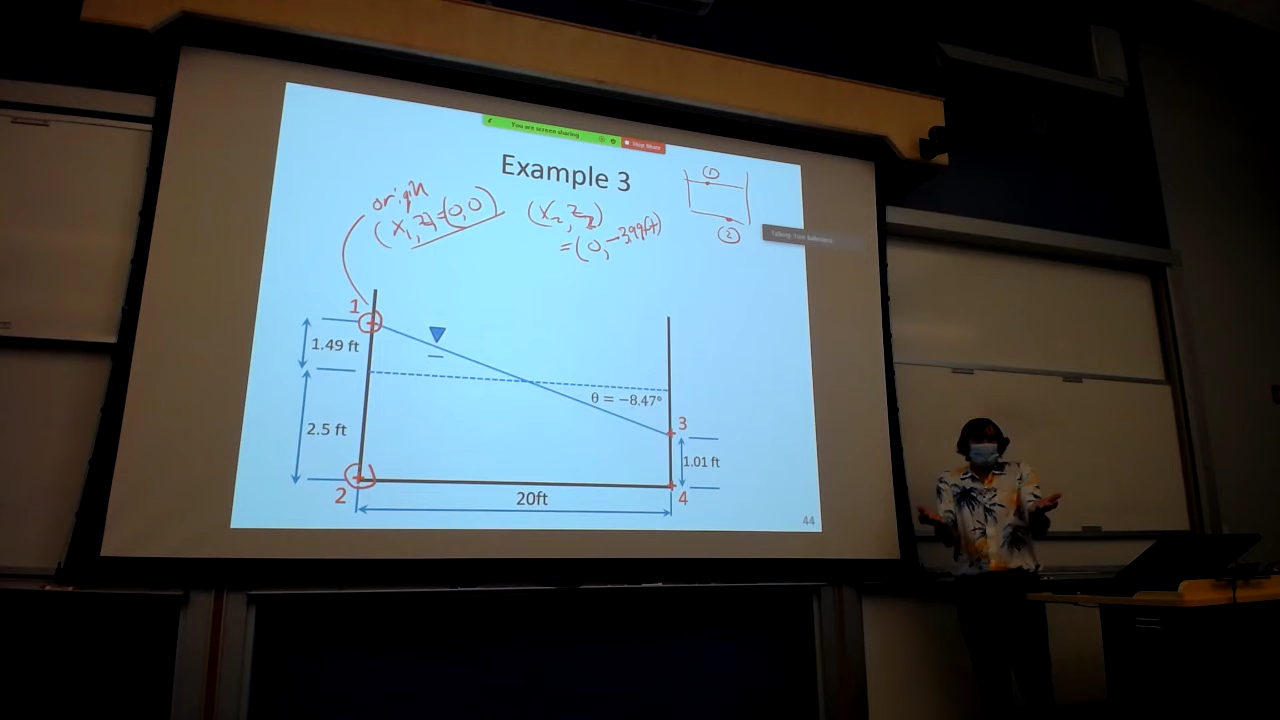 You are screen sharing
Stop Share
Example 3
origin
(x₁, z₁)=(0,0)
(x₂, z₂)
=(0, -3.99ft)
①
②
1
1.49 ft
θ = −8.47°
2.5 ft
3
1.01 ft
2
20ft
4
44